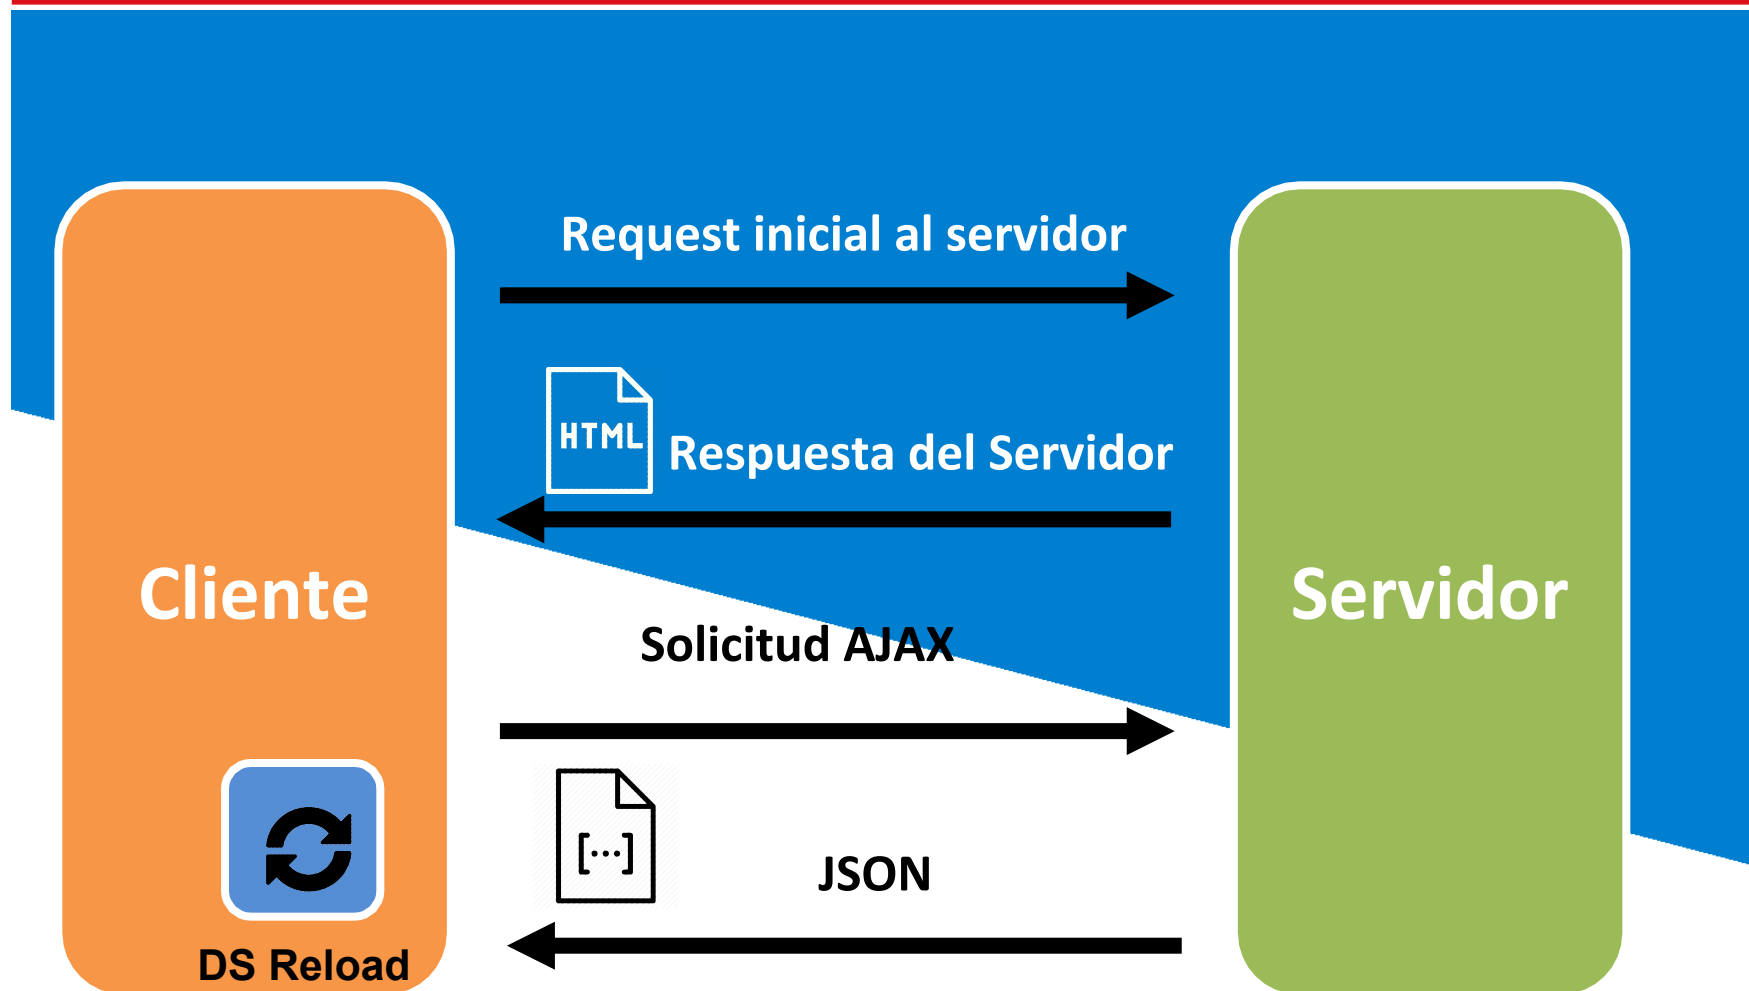 Request inicial al servidor
HTML
Respuesta del Servidor
Cliente
Servidor
Solicitud AJAX
[...]
JSON
DS Reload